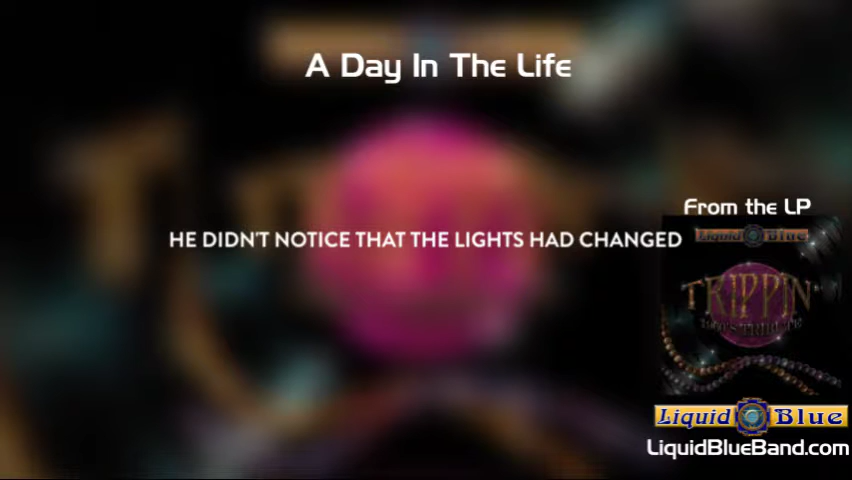 A Day In The Life
From the LP
Liquid Blue
HE DIDN'T NOTICE THAT THE LIGHTS HAD CHANGED
TRIPPIN'
TRIBUTE
Liquid Blue
LiquidBlueBand.com